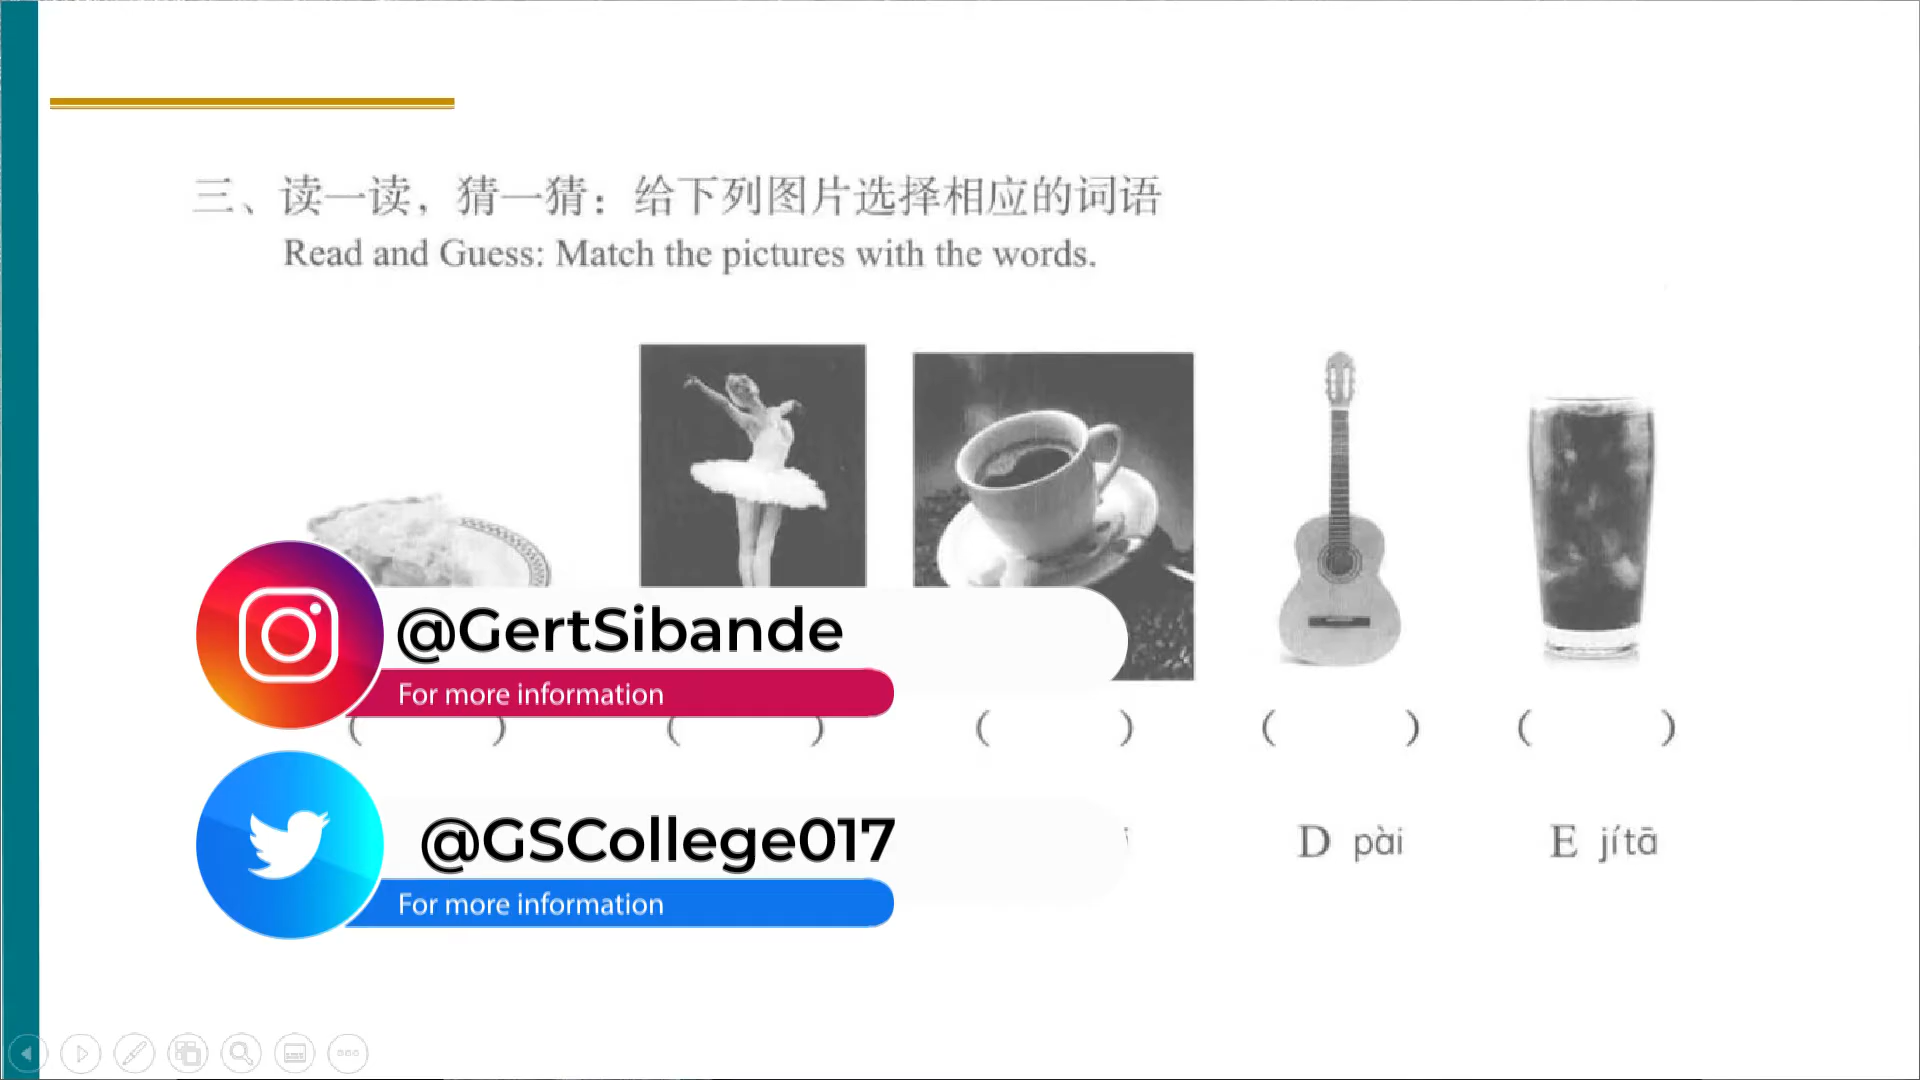 三、读一读，猜一猜：给下列图片选择相应的词语
Read and Guess: Match the pictures with the words.
@GertSibande
For more information
( ) ( ) ( ) ( ) ( )
@GSCollege017
D pài E jítā
For more information